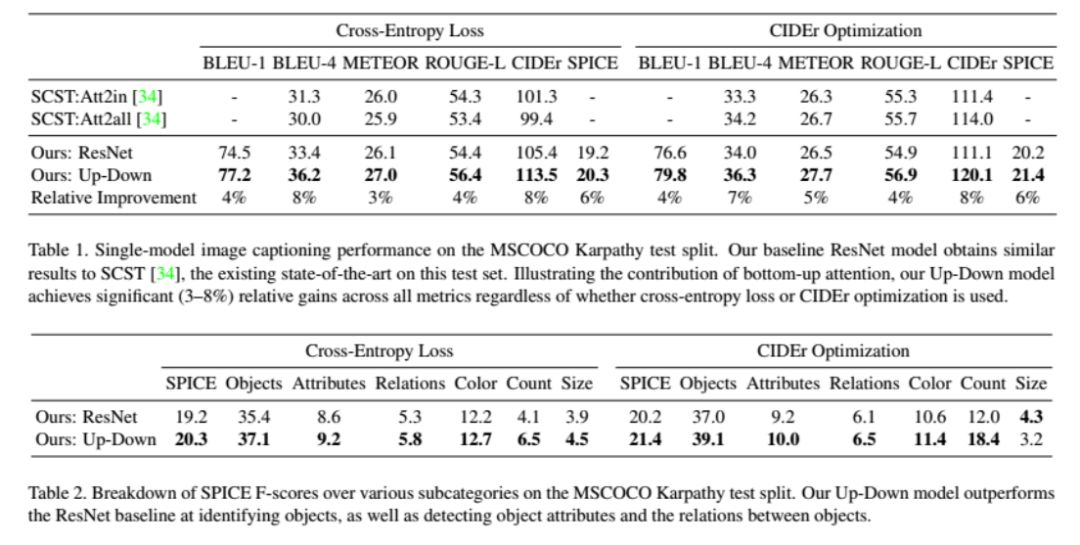 Cross-Entropy Loss CIDEr Optimization
BLEU-1 BLEU-4 METEOR ROUGE-L CIDEr SPICE BLEU-1 BLEU-4 METEOR ROUGE-L CIDEr SPICE
SCST:Att2in [34] - 31.3 26.0 54.3 101.3 - - 33.3 26.3 55.3 111.4 -
SCST:Att2all [34] - 30.0 25.9 53.4 99.4 - - 34.2 26.7 55.7 114.0 -
Ours: ResNet 74.5 33.4 26.1 54.4 105.4 19.2 76.6 34.0 26.5 54.9 111.1 20.2
Ours: Up-Down 77.2 36.2 27.0 56.4 113.5 20.3 79.8 36.3 27.7 56.9 120.1 21.4
Relative Improvement 4% 8% 3% 4% 8% 6% 4% 7% 5% 4% 8% 6%
Table 1. Single-model image captioning performance on the MSCOCO Karpathy test split. Our baseline ResNet model obtains similar
results to SCST [34], the existing state-of-the-art on this test set. Illustrating the contribution of bottom-up attention, our Up-Down model
achieves significant (3–8%) relative gains across all metrics regardless of whether cross-entropy loss or CIDEr optimization is used.
Cross-Entropy Loss CIDEr Optimization
SPICE Objects Attributes Relations Color Count Size SPICE Objects Attributes Relations Color Count Size
Ours: ResNet 19.2 35.4 8.6 5.3 12.2 4.1 3.9 20.2 37.0 9.2 6.1 10.6 12.0 4.3
Ours: Up-Down 20.3 37.1 9.2 5.8 12.7 6.5 4.5 21.4 39.1 10.0 6.5 11.4 18.4 3.2
Table 2. Breakdown of SPICE F-scores over various subcategories on the MSCOCO Karpathy test split. Our Up-Down model outperforms
the ResNet baseline at identifying objects, as well as detecting object attributes and the relations between objects.